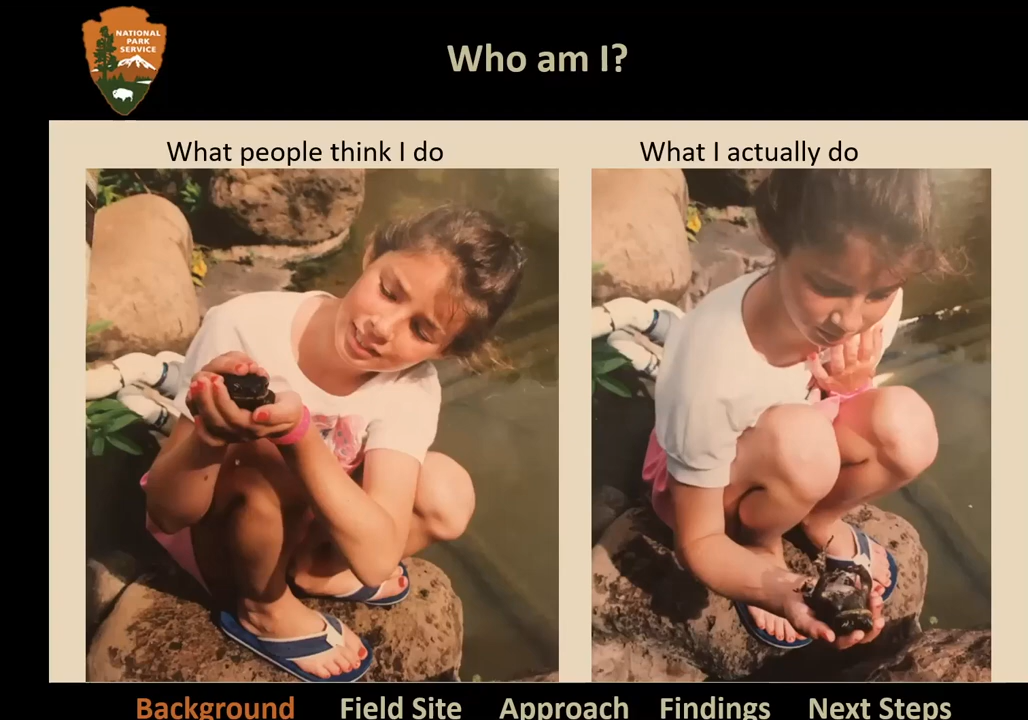 NATIONAL
PARK
SERVICE
Who am I?
What people think I do
What I actually do
Background Field Site Approach Findings Next Steps